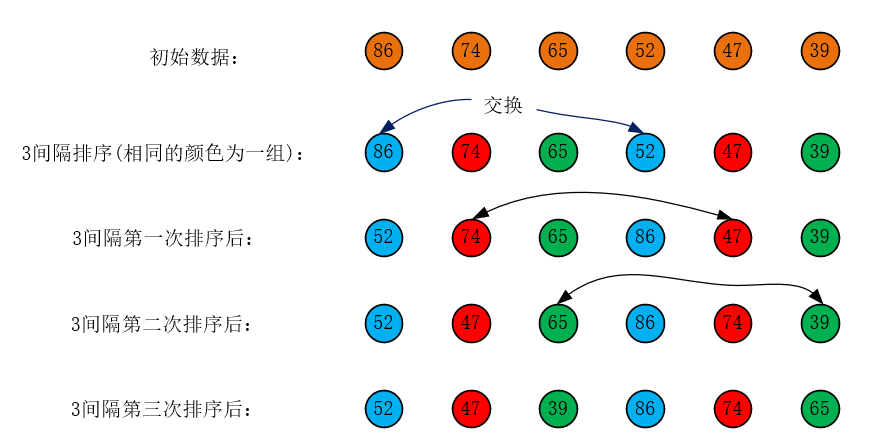 初始数据： 86 74 65 52 47 39
交换
3间隔排序(相同的颜色为一组)： 86 74 65 52 47 39
3间隔第一次排序后： 52 74 65 86 47 39
3间隔第二次排序后： 52 47 65 86 74 39
3间隔第三次排序后： 52 47 39 86 74 65